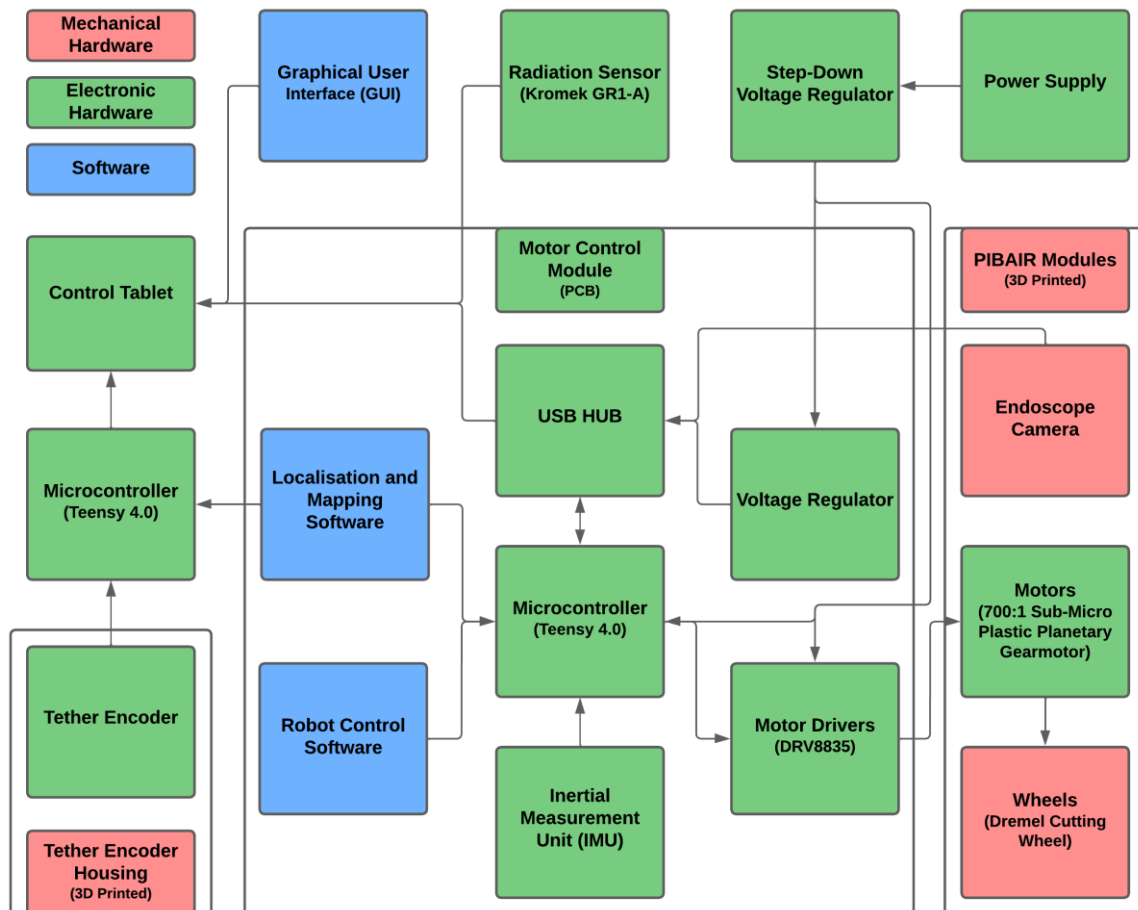 Mechanical
Hardware
Electronic
Hardware
Software
Graphical User
Interface (GUI)
Radiation Sensor
(Kromek GR1-A)
Step-Down
Voltage Regulator
Power Supply
Control Tablet
Motor Control
Module
(PCB)
PIBAIR Modules
(3D Printed)
USB HUB
Endoscope
Camera
Microcontroller
(Teensy 4.0)
Localisation and
Mapping
Software
Voltage Regulator
Microcontroller
(Teensy 4.0)
Motors
(700:1 Sub-Micro
Plastic Planetary
Gearmotor)
Tether Encoder
Robot Control
Software
Motor Drivers
(DRV8835)
Inertial
Measurement
Unit (IMU)
Wheels
(Dremel Cutting
Wheel)
Tether Encoder
Housing
(3D Printed)